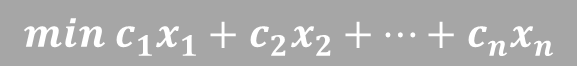 min c₁x₁ + c₂x₂ + ⋯ + cₙxₙ